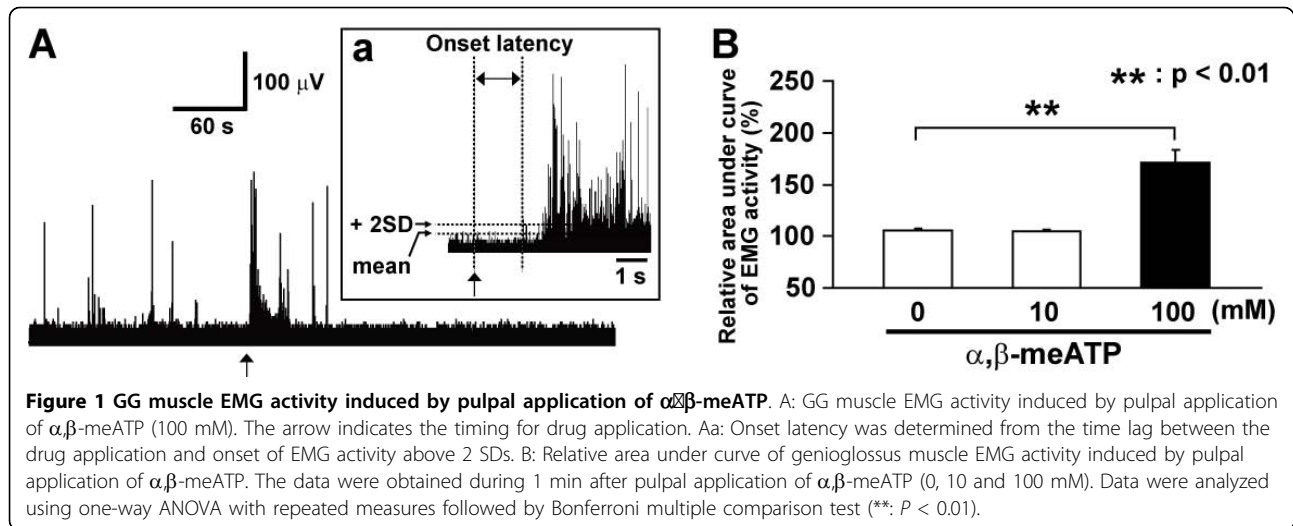 A
100 μV
60 s
a
Onset latency
+ 2SD
mean
1 s
B
** : p < 0.01
**
Relative area under curve
of EMG activity (%)
250
200
150
100
50
0 10 100 (mM)
α,β-meATP
Figure 1 GG muscle EMG activity induced by pulpal application of α☒β-meATP. A: GG muscle EMG activity induced by pulpal application
of α,β-meATP (100 mM). The arrow indicates the timing for drug application. Aa: Onset latency was determined from the time lag between the
drug application and onset of EMG activity above 2 SDs. B: Relative area under curve of genioglossus muscle EMG activity induced by pulpal
application of α,β-meATP. The data were obtained during 1 min after pulpal application of α,β-meATP (0, 10 and 100 mM). Data were analyzed
using one-way ANOVA with repeated measures followed by Bonferroni multiple comparison test (**: P < 0.01).